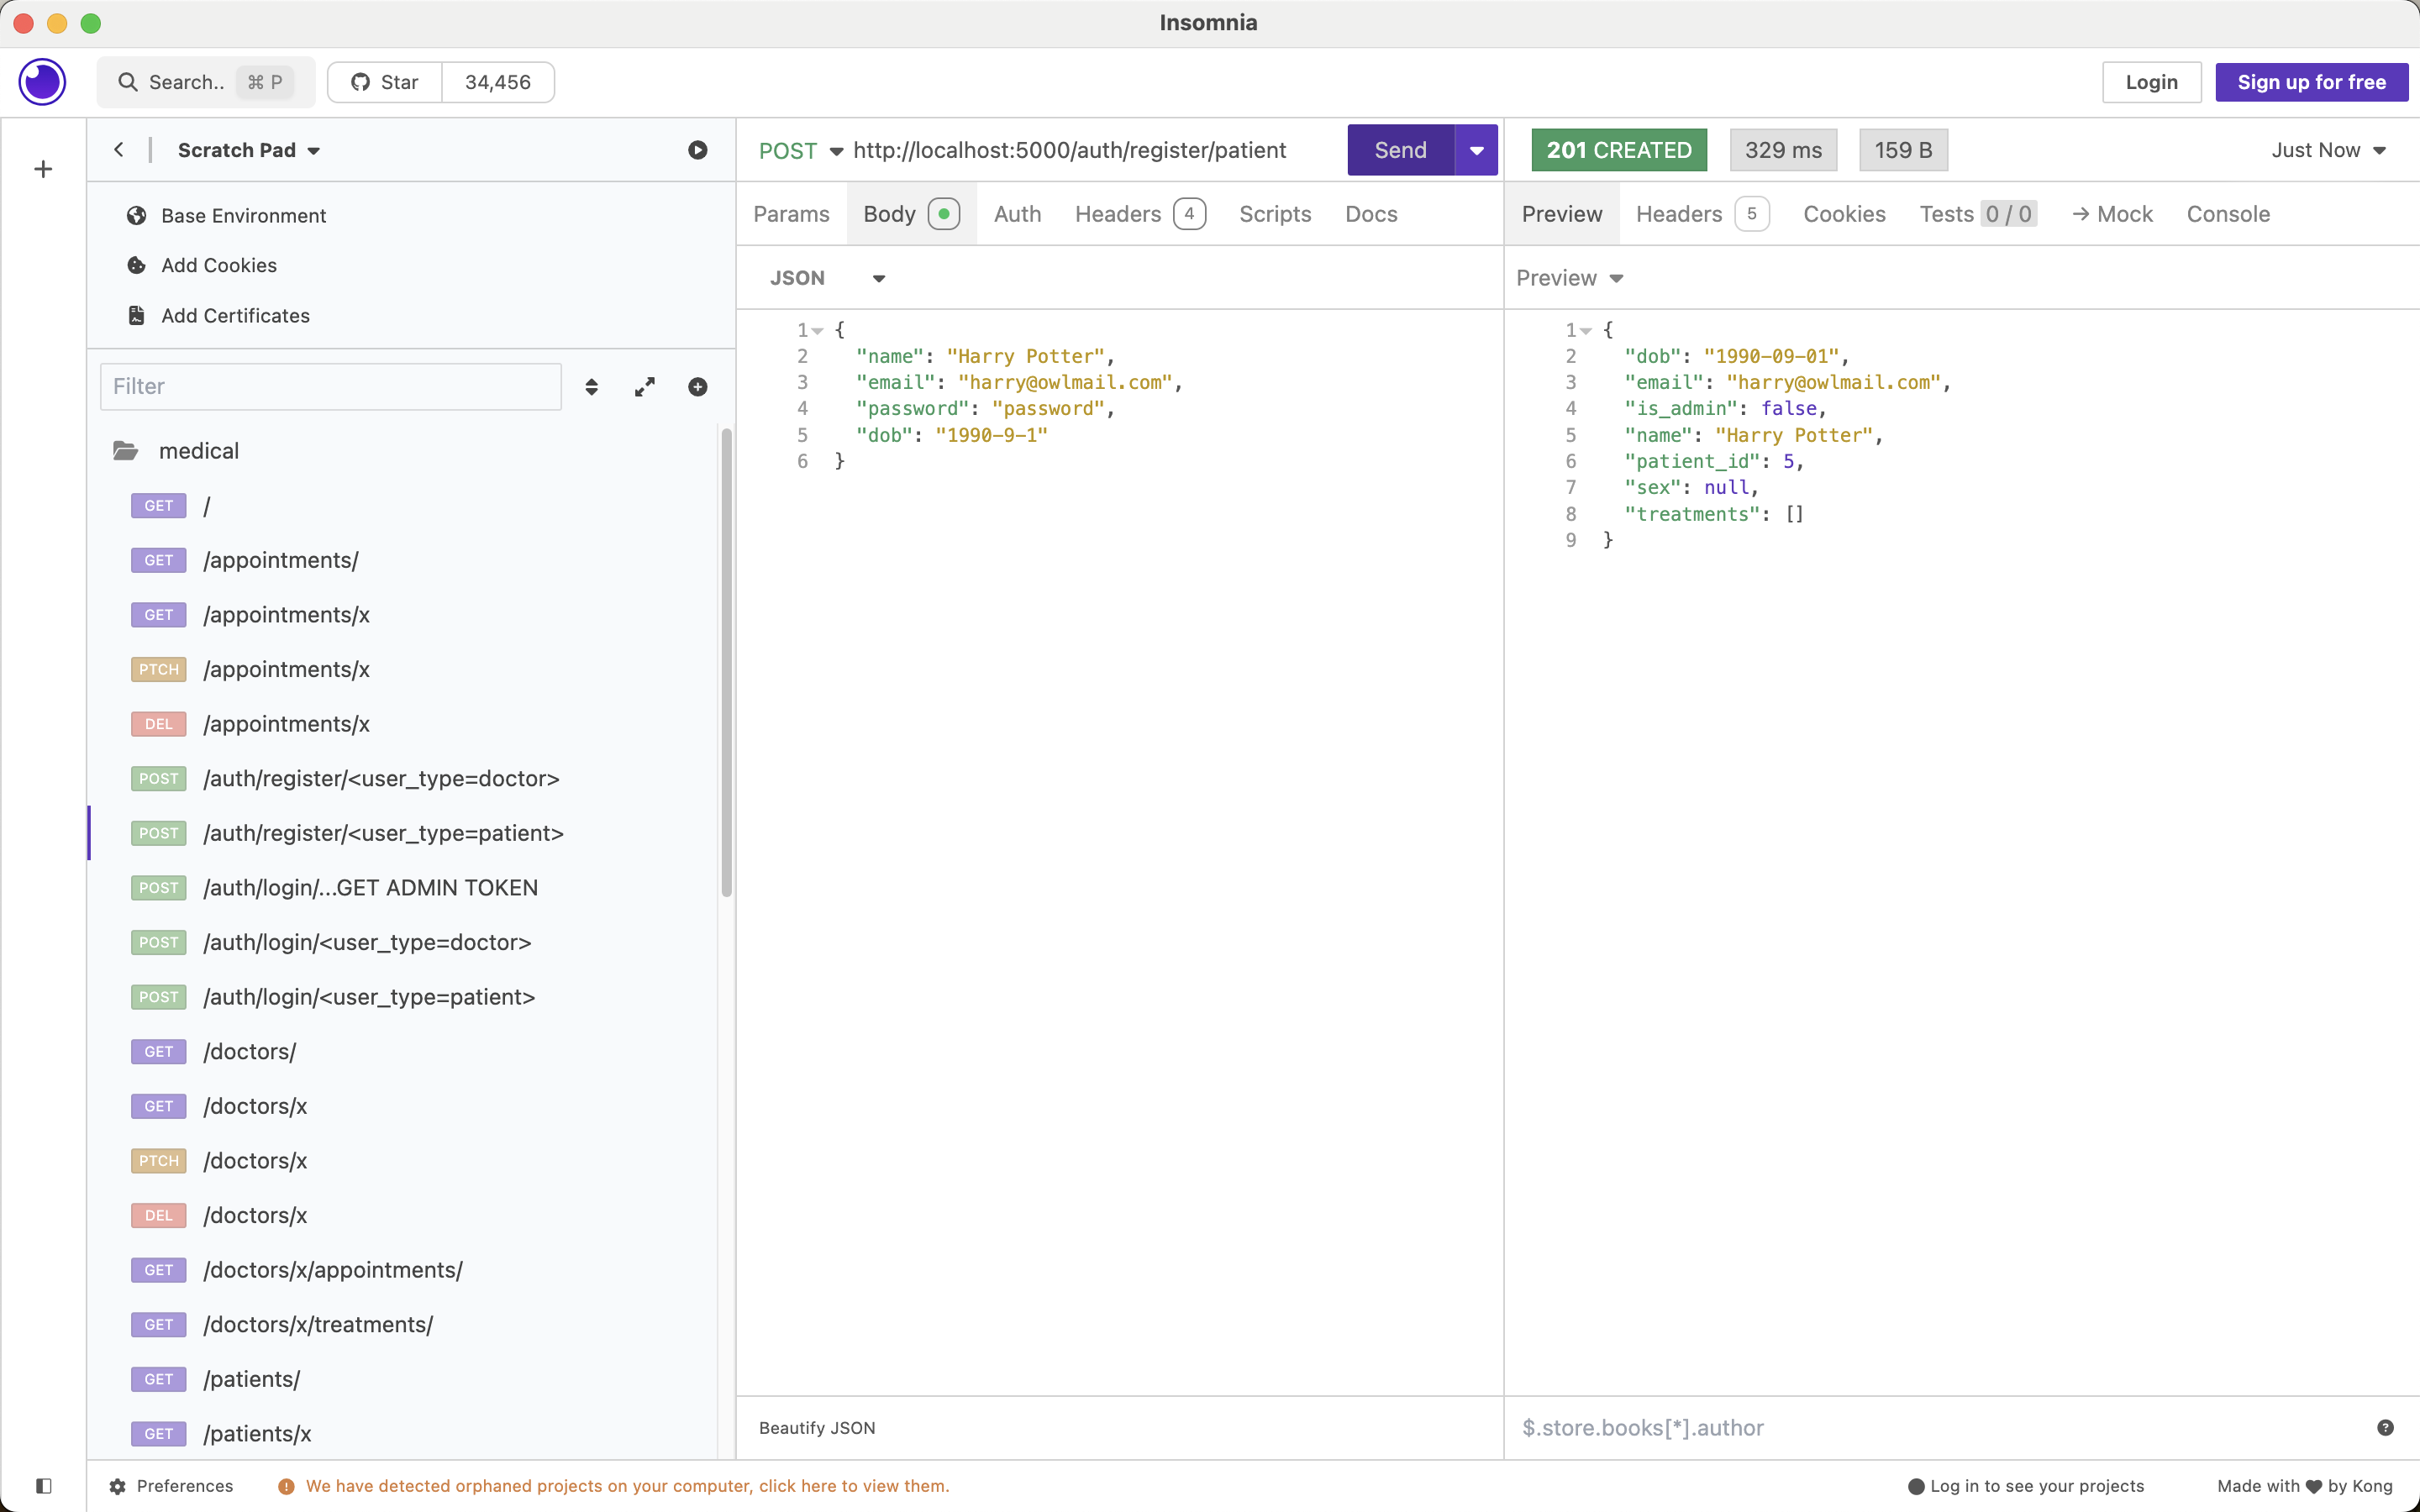 Insomnia
Search.. ⌘ P
Star 34,456
Login
Sign up for free
Scratch Pad
Base Environment
Add Cookies
Add Certificates
Filter
medical
GET /
GET /appointments/
GET /appointments/x
PTCH /appointments/x
DEL /appointments/x
POST /auth/register/<user_type=doctor>
POST /auth/register/<user_type=patient>
POST /auth/login/...GET ADMIN TOKEN
POST /auth/login/<user_type=doctor>
POST /auth/login/<user_type=patient>
GET /doctors/
GET /doctors/x
PTCH /doctors/x
DEL /doctors/x
GET /doctors/x/appointments/
GET /doctors/x/treatments/
GET /patients/
GET /patients/x
POST http://localhost:5000/auth/register/patient Send
Params Body Auth Headers 4 Scripts Docs
JSON
1 {
2 "name": "Harry Potter",
3 "email": "harry@owlmail.com",
4 "password": "password",
5 "dob": "1990-9-1"
6 }
Beautify JSON
201 CREATED 329 ms 159 B Just Now
Preview Headers 5 Cookies Tests 0 / 0 → Mock Console
Preview
1 {
2 "dob": "1990-09-01",
3 "email": "harry@owlmail.com",
4 "is_admin": false,
5 "name": "Harry Potter",
6 "patient_id": 5,
7 "sex": null,
8 "treatments": []
9 }
$.store.books[*].author
Preferences
We have detected orphaned projects on your computer, click here to view them.
Log in to see your projects
Made with ♥ by Kong